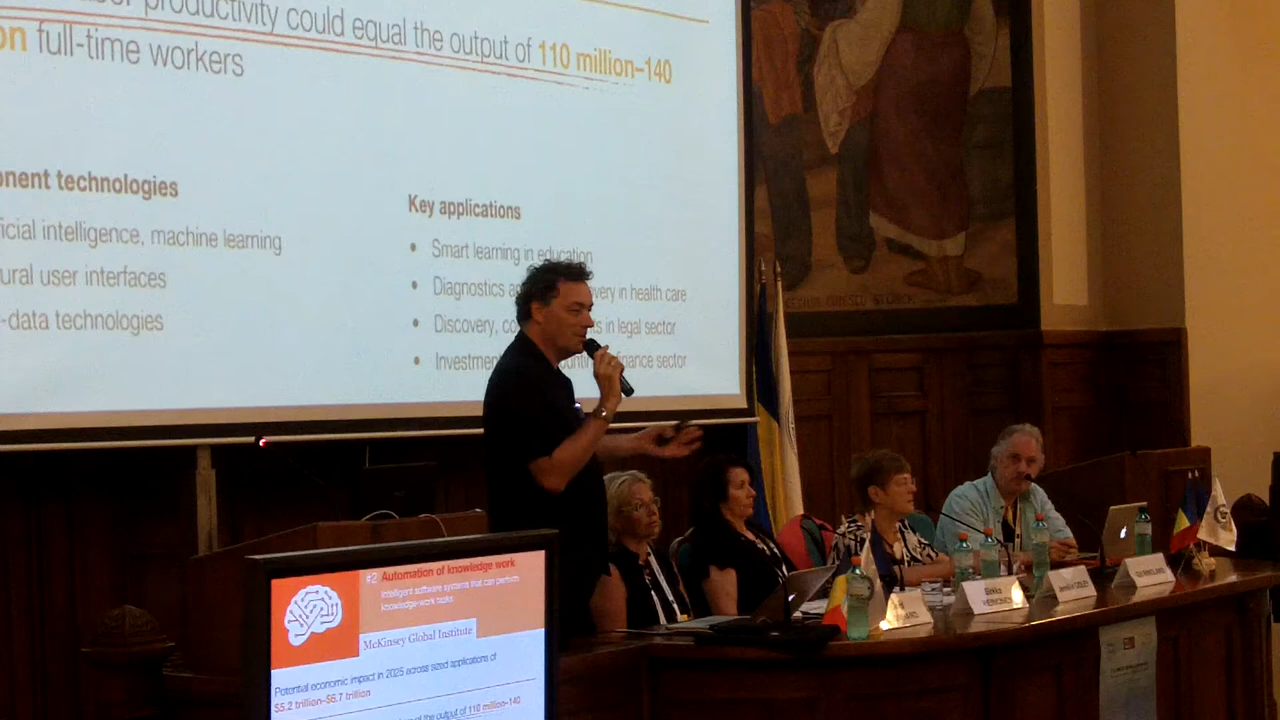 productivity could equal the output of 110 million–140
on full-time workers
nent technologies
ficial intelligence, machine learning
ural user interfaces
-data technologies
Key applications
Smart learning in education
Diagnostics very in health care
Discovery, in legal sector
finance sector
#2 Automation of knowledge work
Intelligent software systems that can perform
knowledge-work tasks
McKinsey Global Institute
Potential economic impact in 2025 across sized applications of
$5.2 trillion–$6.7 trillion
the output of 110 million–140